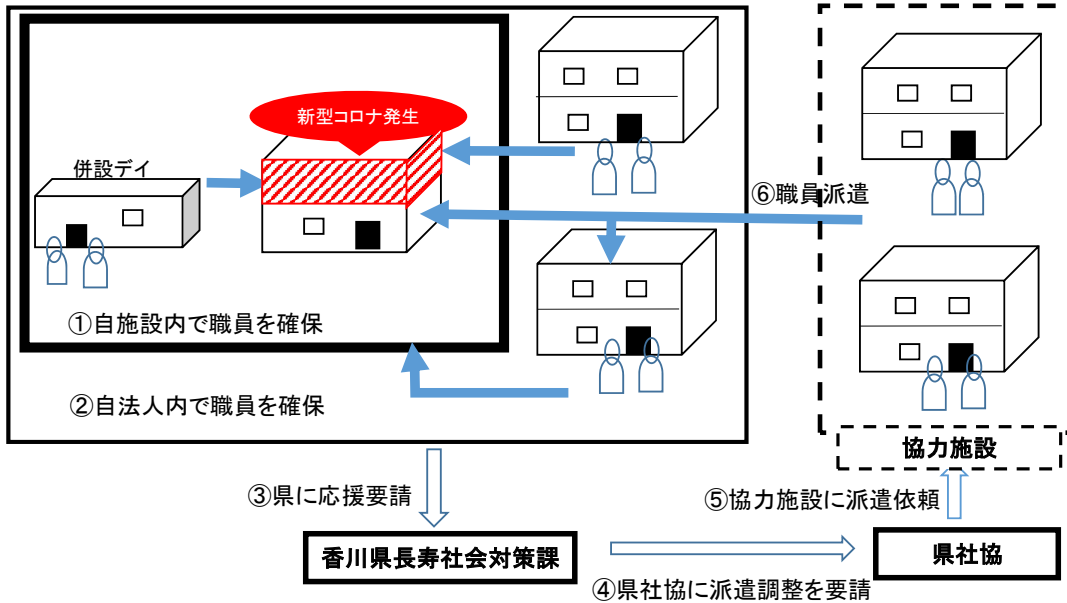 新型コロナ発生
併設デイ
⑥職員派遣
①自施設内で職員を確保
②自法人内で職員を確保
協力施設
③県に応援要請
⑤協力施設に派遣依頼
香川県長寿社会対策課
県社協
④県社協に派遣調整を要請